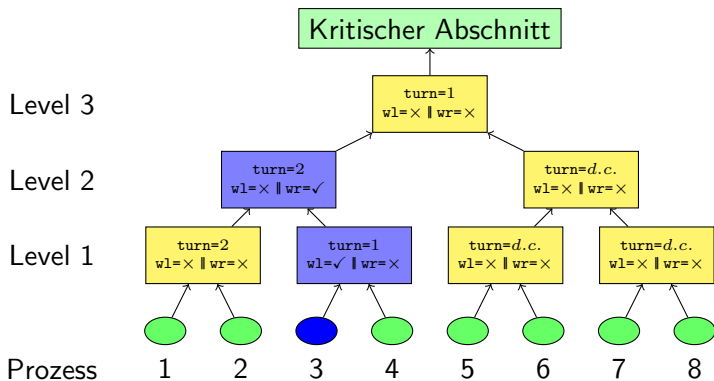 Kritischer Abschnitt
Level 3
turn=1
wl=× ‖ wr=×
Level 2
turn=2
wl=× ‖ wr=✓
turn=d.c.
wl=× ‖ wr=×
Level 1
turn=2
wl=× ‖ wr=×
turn=1
wl=✓ ‖ wr=×
turn=d.c.
wl=× ‖ wr=×
turn=d.c.
wl=× ‖ wr=×
Prozess 1 2 3 4 5 6 7 8